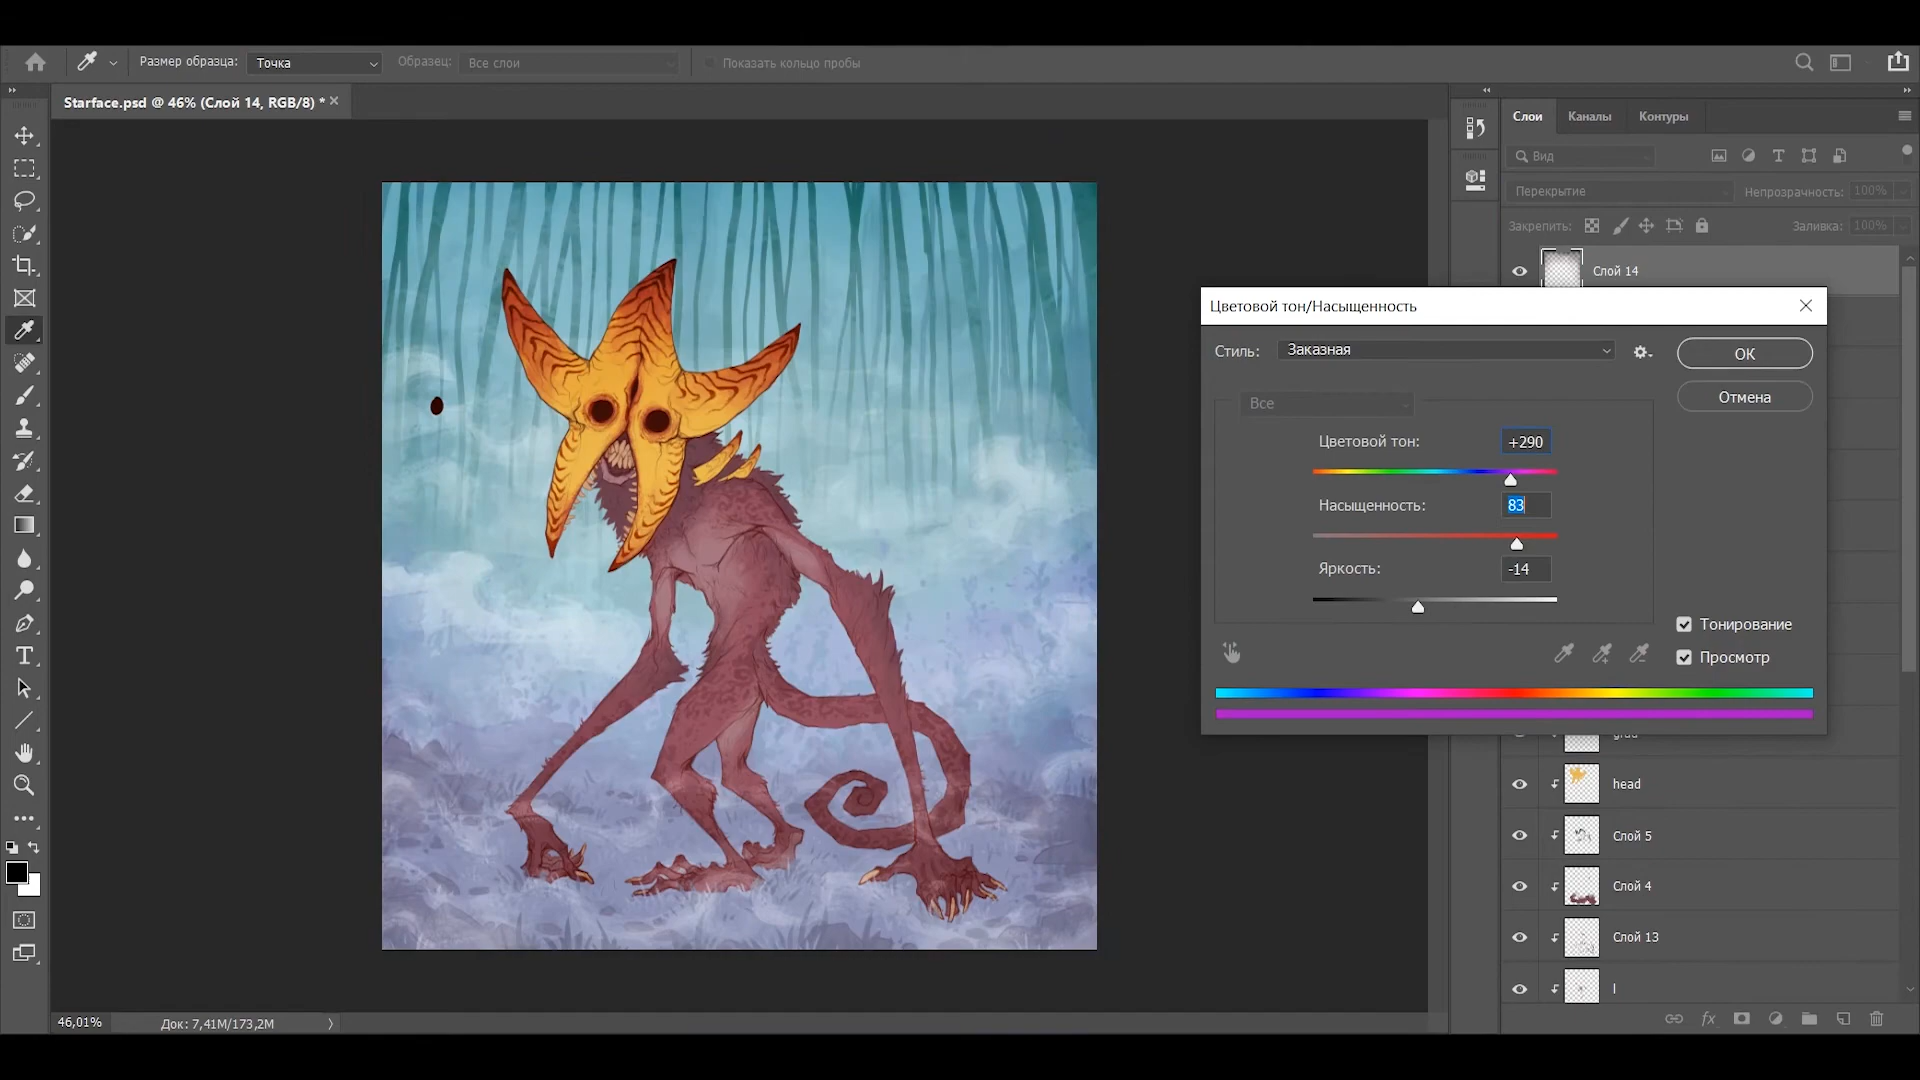 Размер образца: Точка Образец: Все слои Показать кольцо пробы
Starface.psd @ 46% (Слой 14, RGB/8) *
Слои Каналы Контуры
Вид
Перекрытие Непрозрачность: 100%
Закрепить: Заливка: 100%
Слой 14
Цветовой тон/Насыщенность
Стиль: Заказная
ОК
Отмена
Все
Цветовой тон: +290
Насыщенность: 83
Яркость: -14
Тонирование
Просмотр
grad
head
Слой 5
Слой 4
Слой 13
l
fx
46,01% Док: 7,41M/173,2M